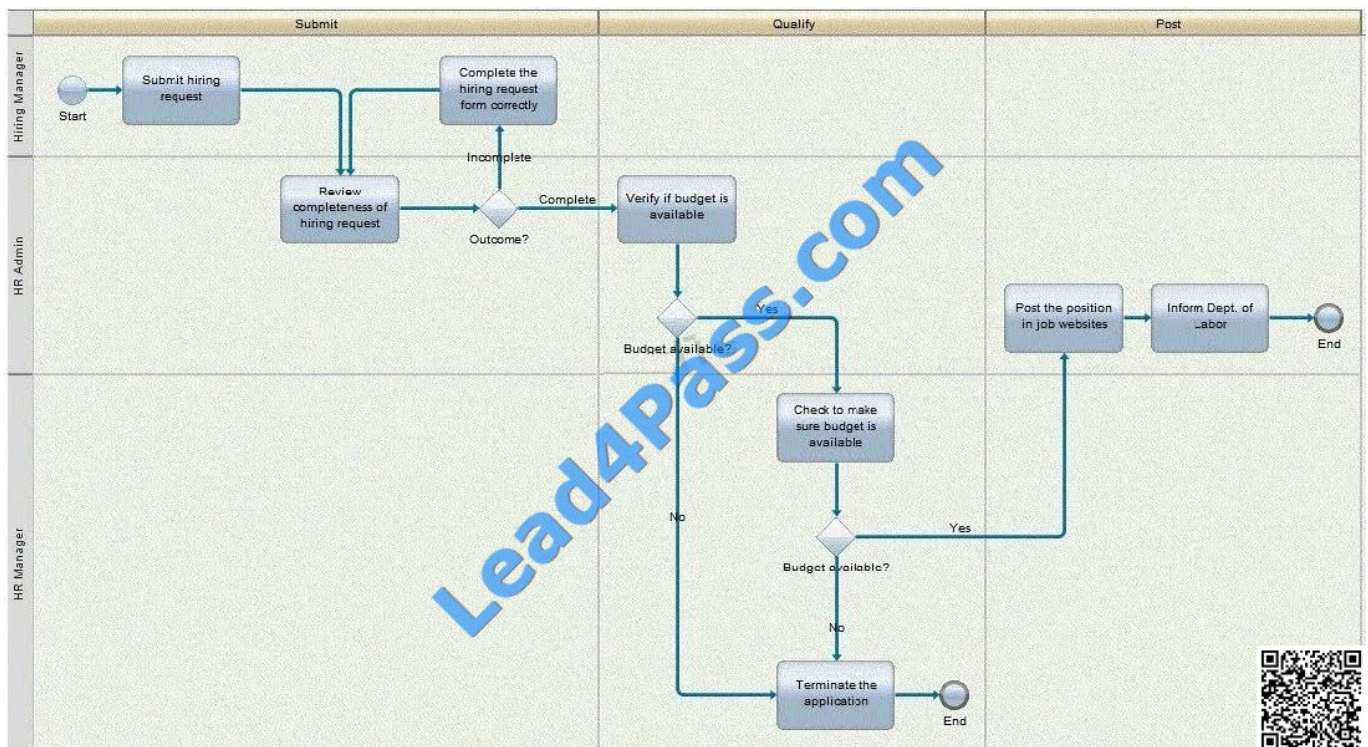 Submit
Qualify
Post
Hiring Manager
Start
Submit hiring
request
Complete the
hiring request
form correctly
Incomplete
HR Admin
Review
completeness of
hiring request
Outcome?
Complete
Verify if budget is
available
Budget available?
Yes
Post the position
in job websites
Inform Dept. of
Labor
End
HR Manager
Check to make
sure budget is
available
No
Budget available?
Yes
No
Terminate the
application
End
Lead4Pass.com